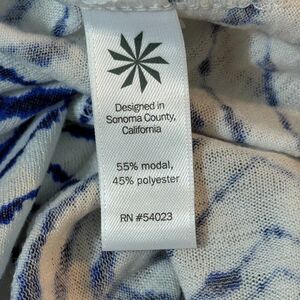 Designed in
Sonoma County,
California
55% modal,
45% polyester
RN #54023